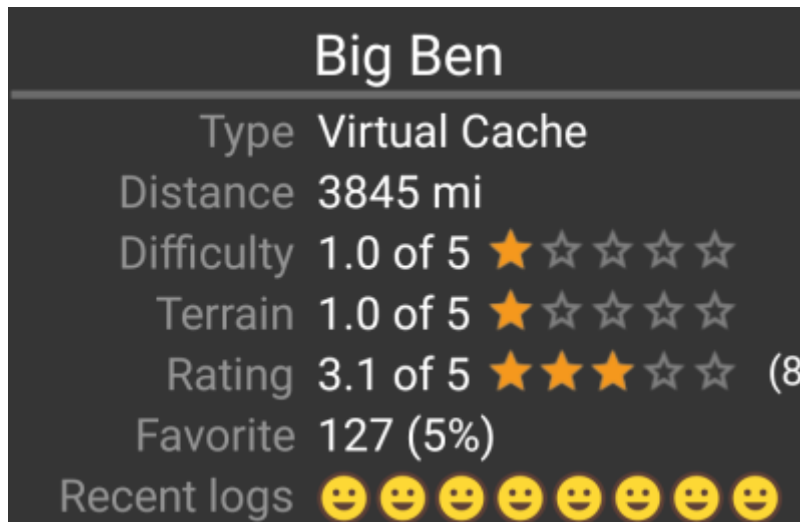 Big Ben
Type Virtual Cache
Distance 3845 mi
Difficulty 1.0 of 5
Terrain 1.0 of 5
Rating 3.1 of 5 (8
Favorite 127 (5%)
Recent logs